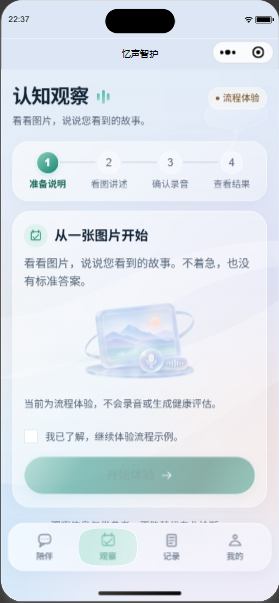 22:37
忆声智护
认知观察
流程体验
看看图片，说说您看到的故事。
1 2 3 4
准备说明 看图讲述 确认录音 查看结果
从一张图片开始
看看图片，说说您看到的故事。不着急，也没
有标准答案。
当前为流程体验，不会录音或生成健康评估。
我已了解，继续体验流程示例。
开始体验 →
陪伴 观察 记录 我的